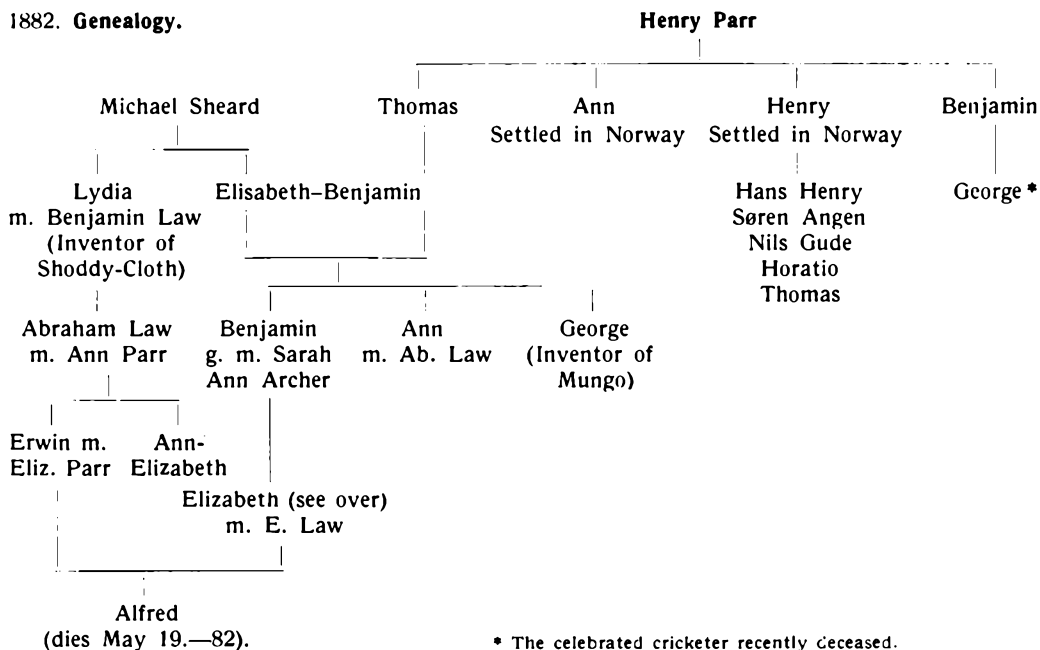 1882. Genealogy.
Henry Parr
Michael Sheard
Thomas
Ann
Settled in Norway
Henry
Settled in Norway
Benjamin
Lydia
m. Benjamin Law
(Inventor of
Shoddy-Cloth)
Elisabeth-Benjamin
Hans Henry
Søren Angen
Nils Gude
Horatio
Thomas
George *
Abraham Law
m. Ann Parr
Benjamin
g. m. Sarah
Ann Archer
Ann
m. Ab. Law
George
(Inventor of
Mungo)
Erwin m.
Eliz. Parr
Ann-
Elizabeth
Elizabeth (see over)
m. E. Law
Alfred
(dies May 19.—82).
* The celebrated cricketer recently deceased.